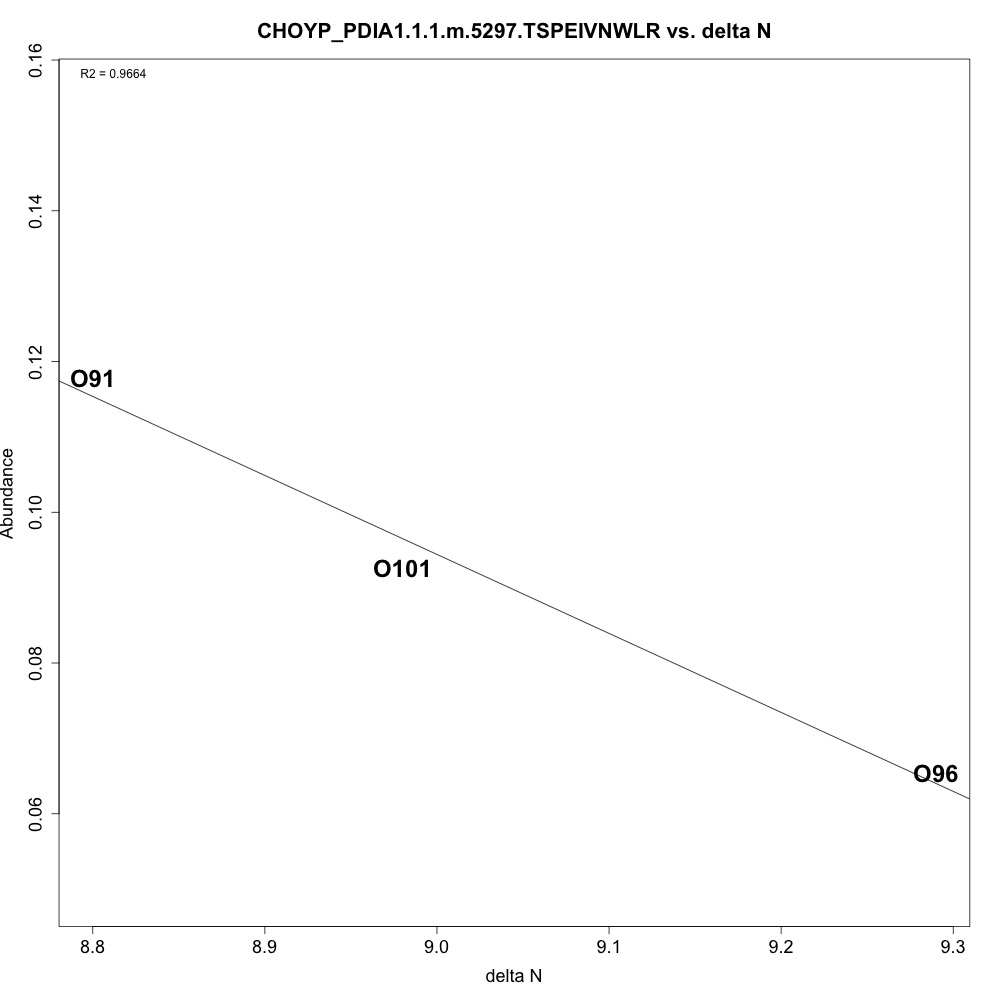 CHOYP_PDIA1.1.1.m.5297.TSPEIVNWLR vs. delta N
R2 = 0.9664
0.16
0.14
0.12
0.10
0.08
0.06
Abundance
O91
O101
O96
8.8 8.9 9.0 9.1 9.2 9.3
delta N